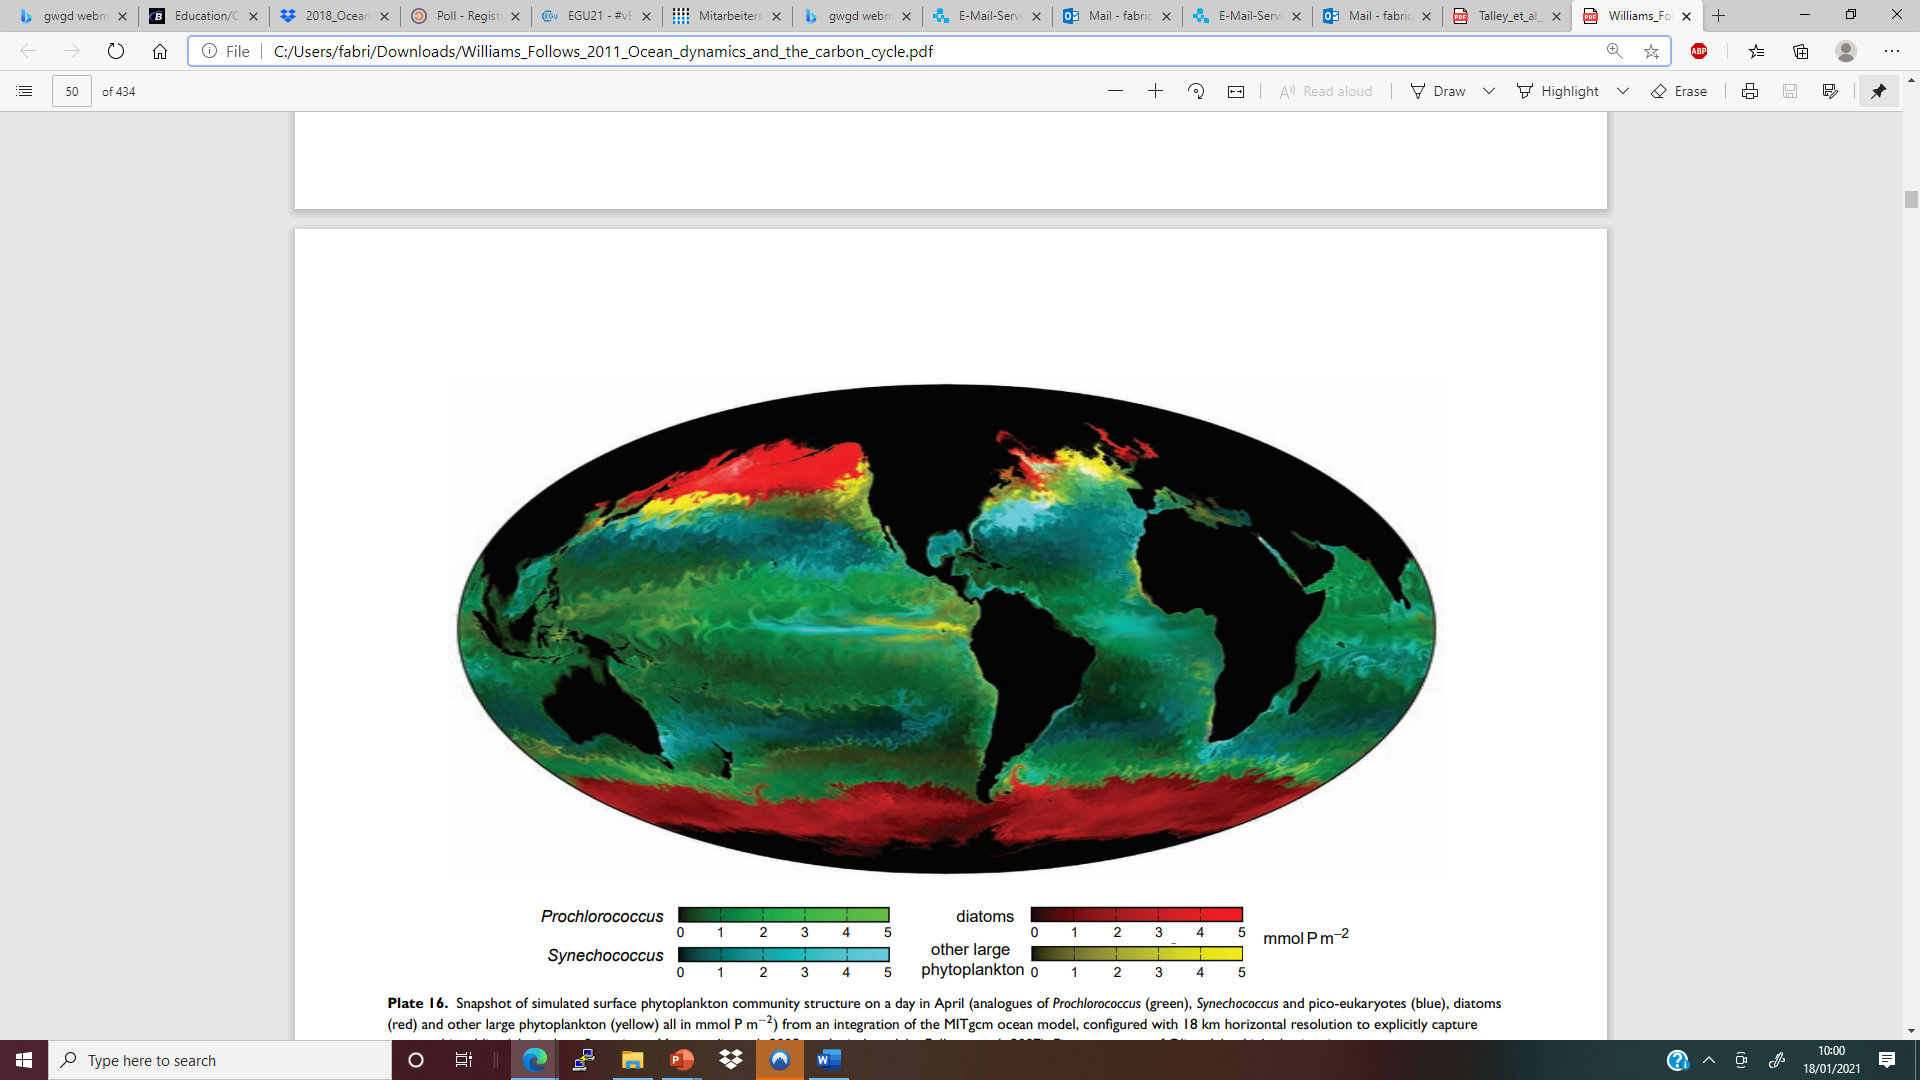 gwgd webm
Education/C
2018_Ocean
Poll - Regist
EGU21 - #vE
Mitarbeiters
gwgd webm
E-Mail-Servi
Mail - fabric
E-Mail-Servi
Mail - fabric
Talley_et_al_
Williams_Fo
File
C:/Users/fabri/Downloads/Williams_Follows_2011_Ocean_dynamics_and_the_carbon_cycle.pdf
ABP
50 of 434
Read aloud
Draw
Highlight
Erase
Prochlorococcus
0 1 2 3 4 5
Synechococcus
0 1 2 3 4 5
diatoms
0 1 2 3 4 5
other large
phytoplankton
0 1 2 3 4 5
mmol P m−2
Plate 16. Snapshot of simulated surface phytoplankton community structure on a day in April (analogues of Prochlorococcus (green), Synechococcus and pico-eukaryotes (blue), diatoms
(red) and other large phytoplankton (yellow) all in mmol P m−2) from an integration of the MITgcm ocean model, configured with 18 km horizontal resolution to explicitly capture
Type here to search
10:00
18/01/2021